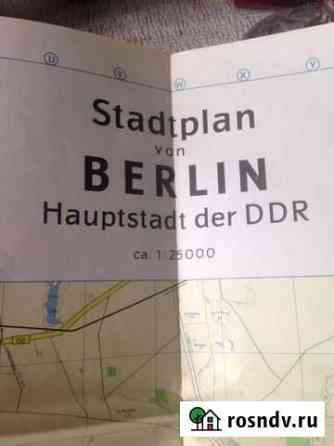 U V W X Y
Stadtplan
von
BERLIN
Hauptstadt der DDR
ca. 1:25000
rosndv.ru